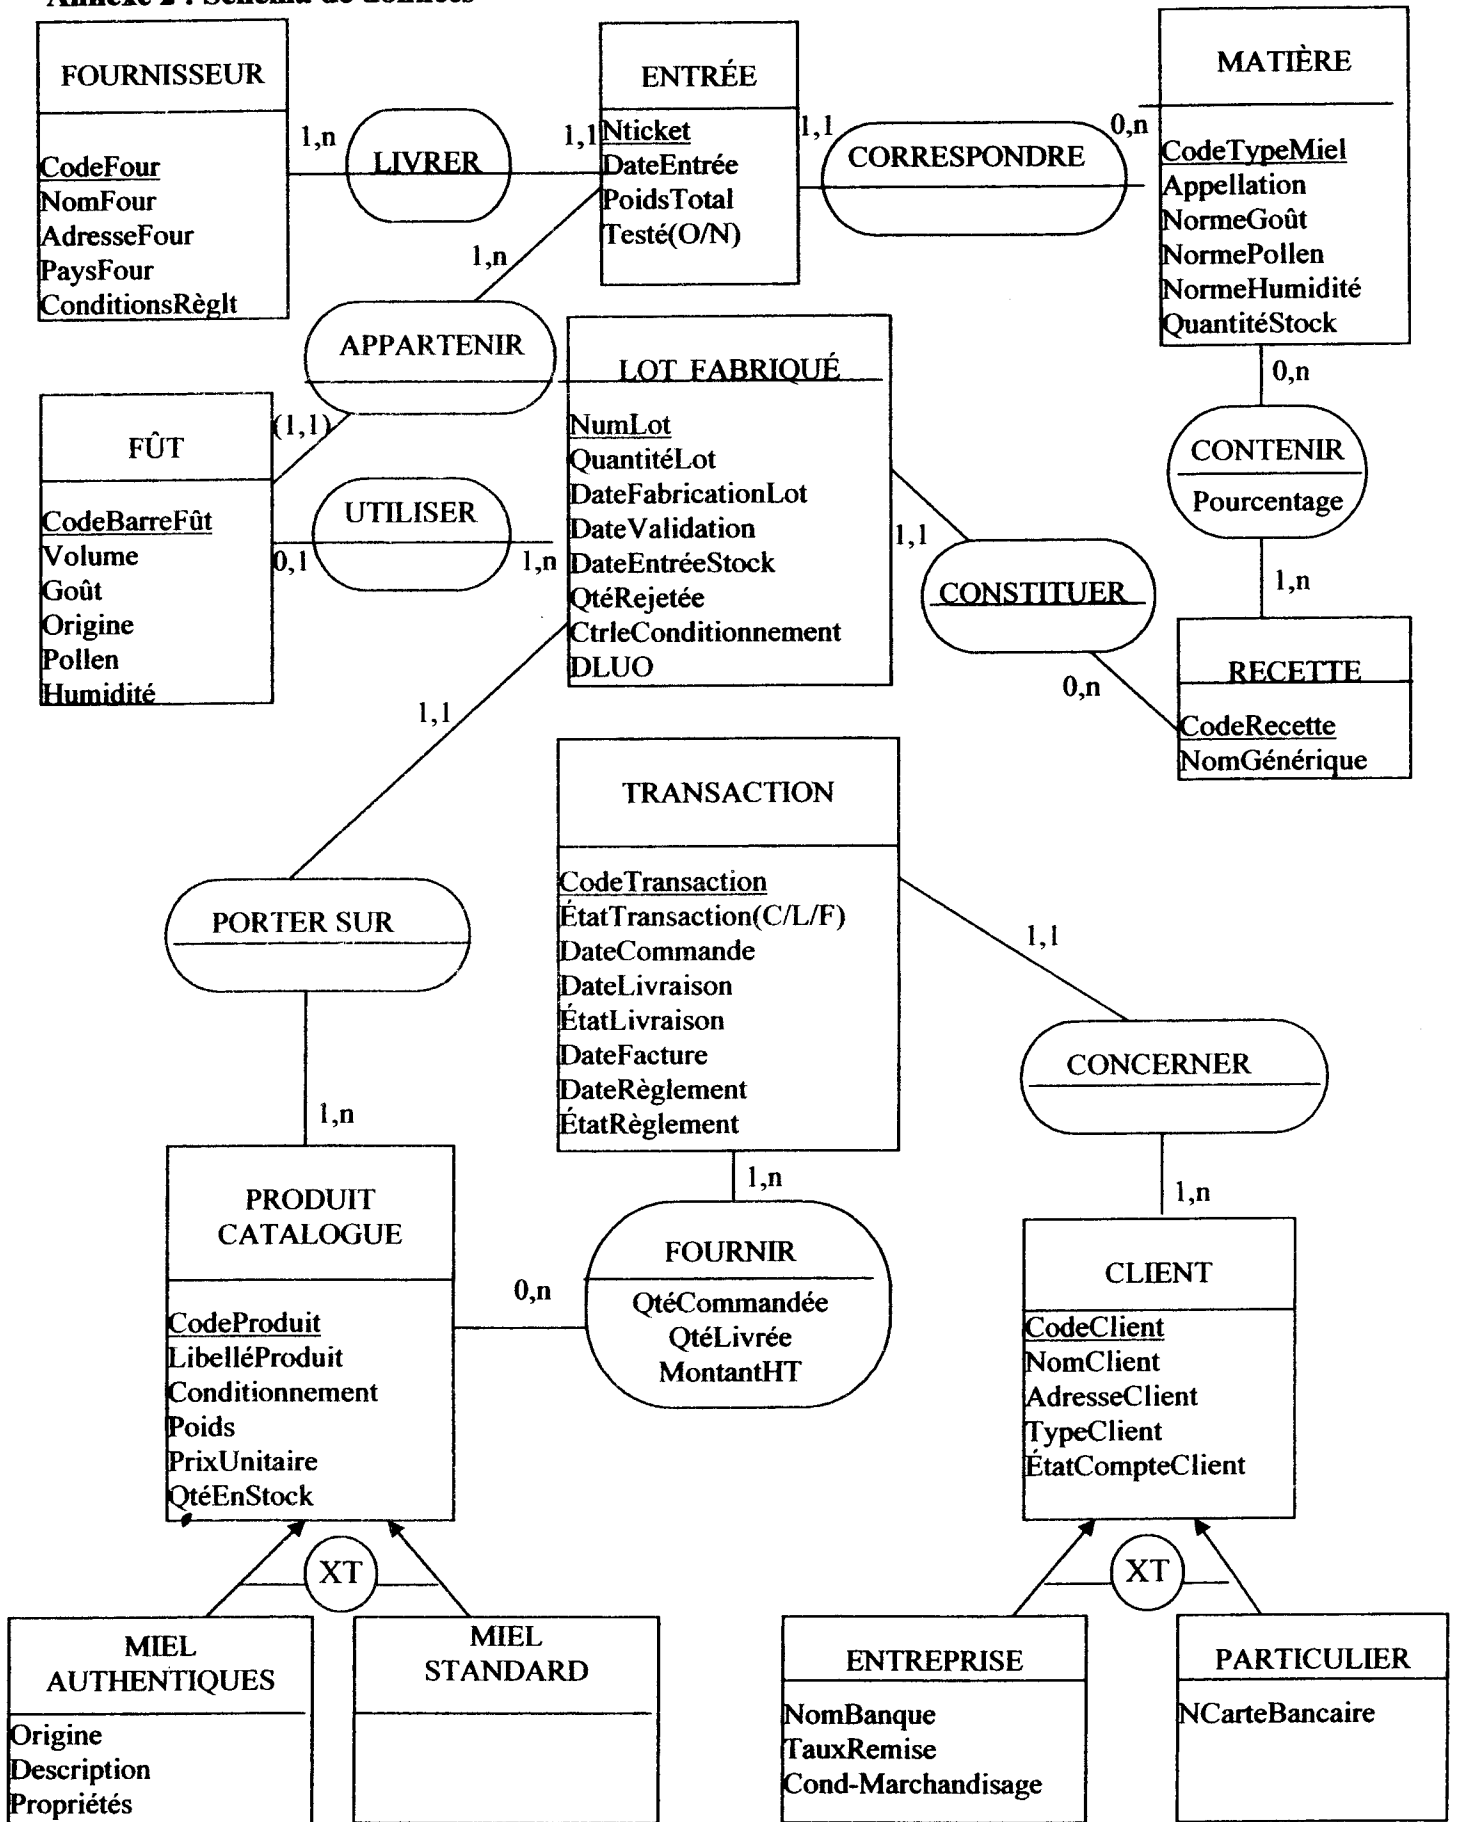 Annexe 2 : Schéma de données
FOURNISSEUR
CodeFour
NomFour
AdresseFour
PaysFour
ConditionsRèglt
1,n
LIVRER
1,1
ENTRÉE
Nticket
DateEntrée
PoidsTotal
Testé(O/N)
1,1
CORRESPONDRE
0,n
MATIÈRE
CodeTypeMiel
Appellation
NormeGoût
NormePollen
NormeHumidité
QuantitéStock
1,n
APPARTENIR
(1,1)
FÛT
CodeBarreFût
Volume
Goût
Origine
Pollen
Humidité
UTILISER
0,1
1,n
LOT FABRIQUÉ
NumLot
QuantitéLot
DateFabricationLot
DateValidation
DateEntréeStock
QtéRejetée
CtrleConditionnement
DLUO
0,n
CONTENIR
Pourcentage
1,n
1,1
CONSTITUER
0,n
RECETTE
CodeRecette
NomGénérique
1,1
PORTER SUR
1,n
TRANSACTION
CodeTransaction
ÉtatTransaction(C/L/F)
DateCommande
DateLivraison
ÉtatLivraison
DateFacture
DateRèglement
ÉtatRèglement
1,1
CONCERNER
1,n
PRODUIT
CATALOGUE
CodeProduit
LibelléProduit
Conditionnement
Poids
PrixUnitaire
QtéEnStock
1,n
FOURNIR
QtéCommandée
QtéLivrée
MontantHT
0,n
CLIENT
CodeClient
NomClient
AdresseClient
TypeClient
ÉtatCompteClient
XT
XT
MIEL
AUTHENTIQUES
Origine
Description
Propriétés
MIEL
STANDARD
ENTREPRISE
NomBanque
TauxRemise
Cond-Marchandisage
PARTICULIER
NCarteBancaire